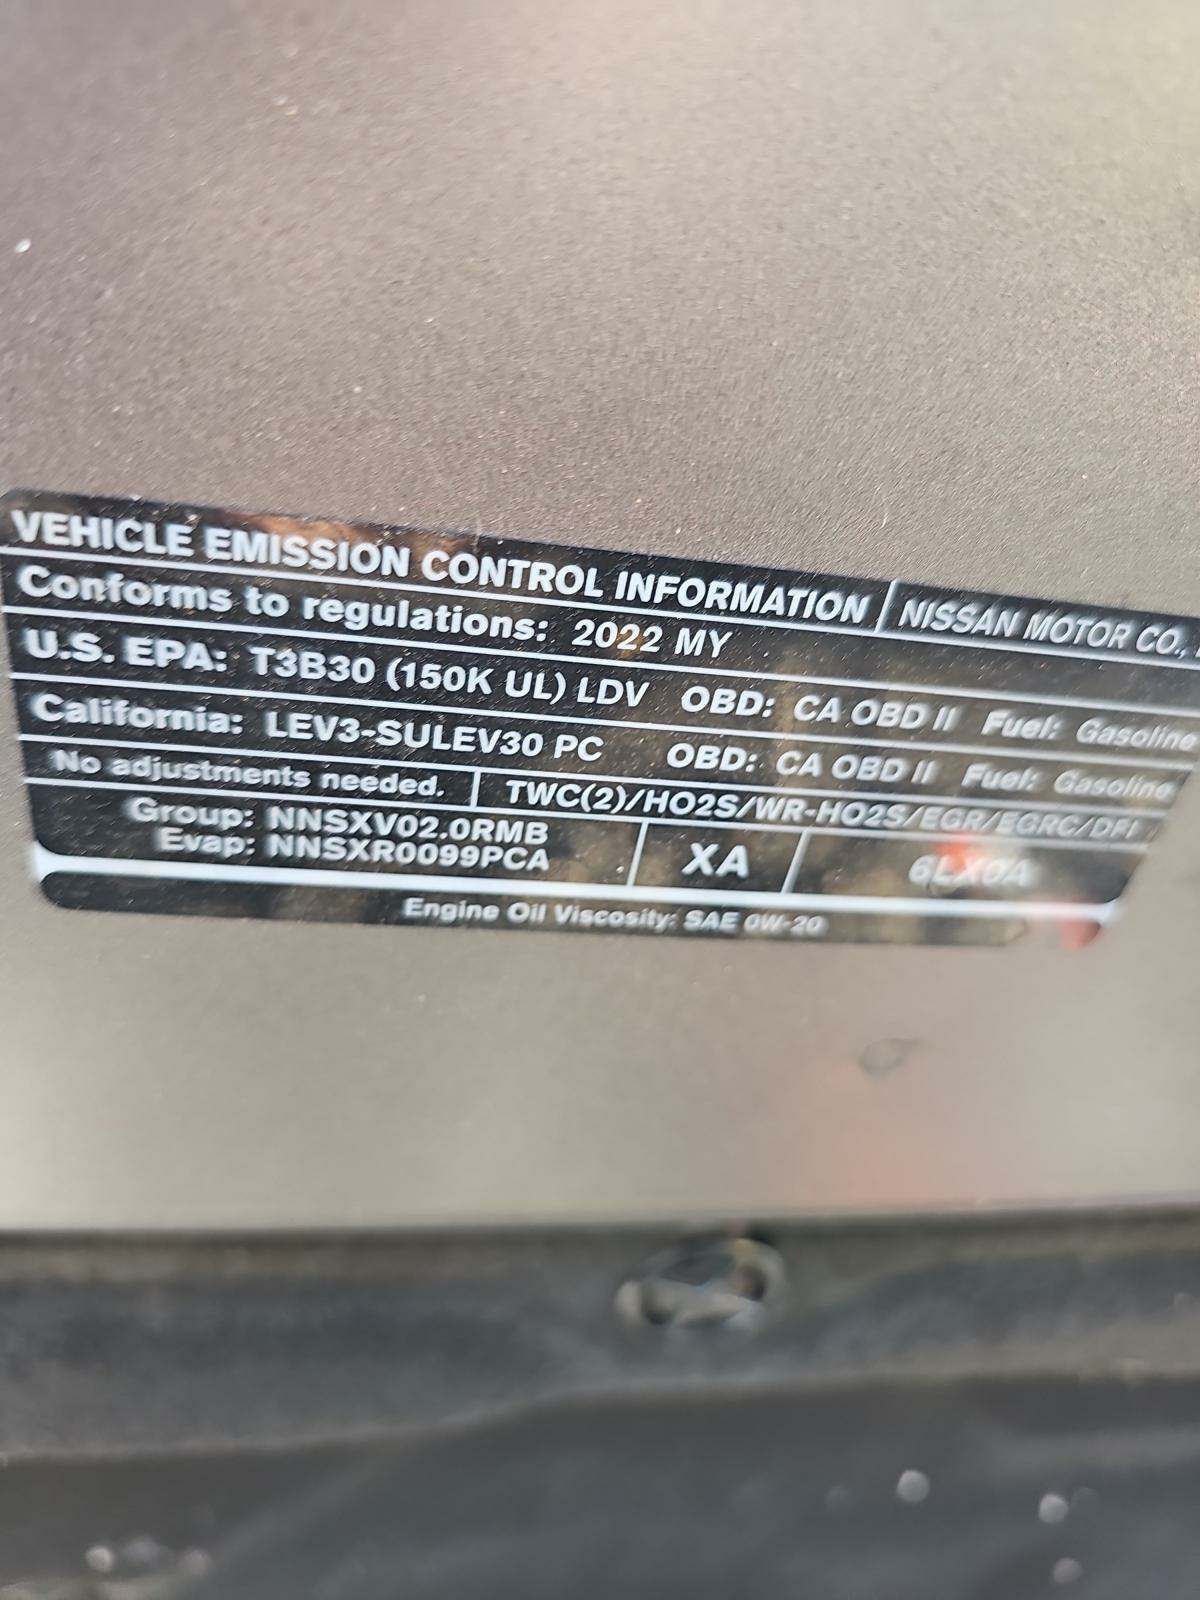 VEHICLE EMISSION CONTROL INFORMATION NISSAN MOTOR CO.,
Conforms to regulations: 2022 MY
U.S. EPA: T3B30 (150K UL) LDV OBD: CA OBD II Fuel: Gasoline
California: LEV3-SULEV30 PC OBD: CA OBD II Fuel: Gasoline
No adjustments needed. TWC(2)/HO2S/WR-HO2S/EGR/EGRC/DFI
Group: NNSXV02.0RMB
Evap: NNSXR0099PCA XA 6LX0A
Engine Oil Viscosity: SAE 0W-20